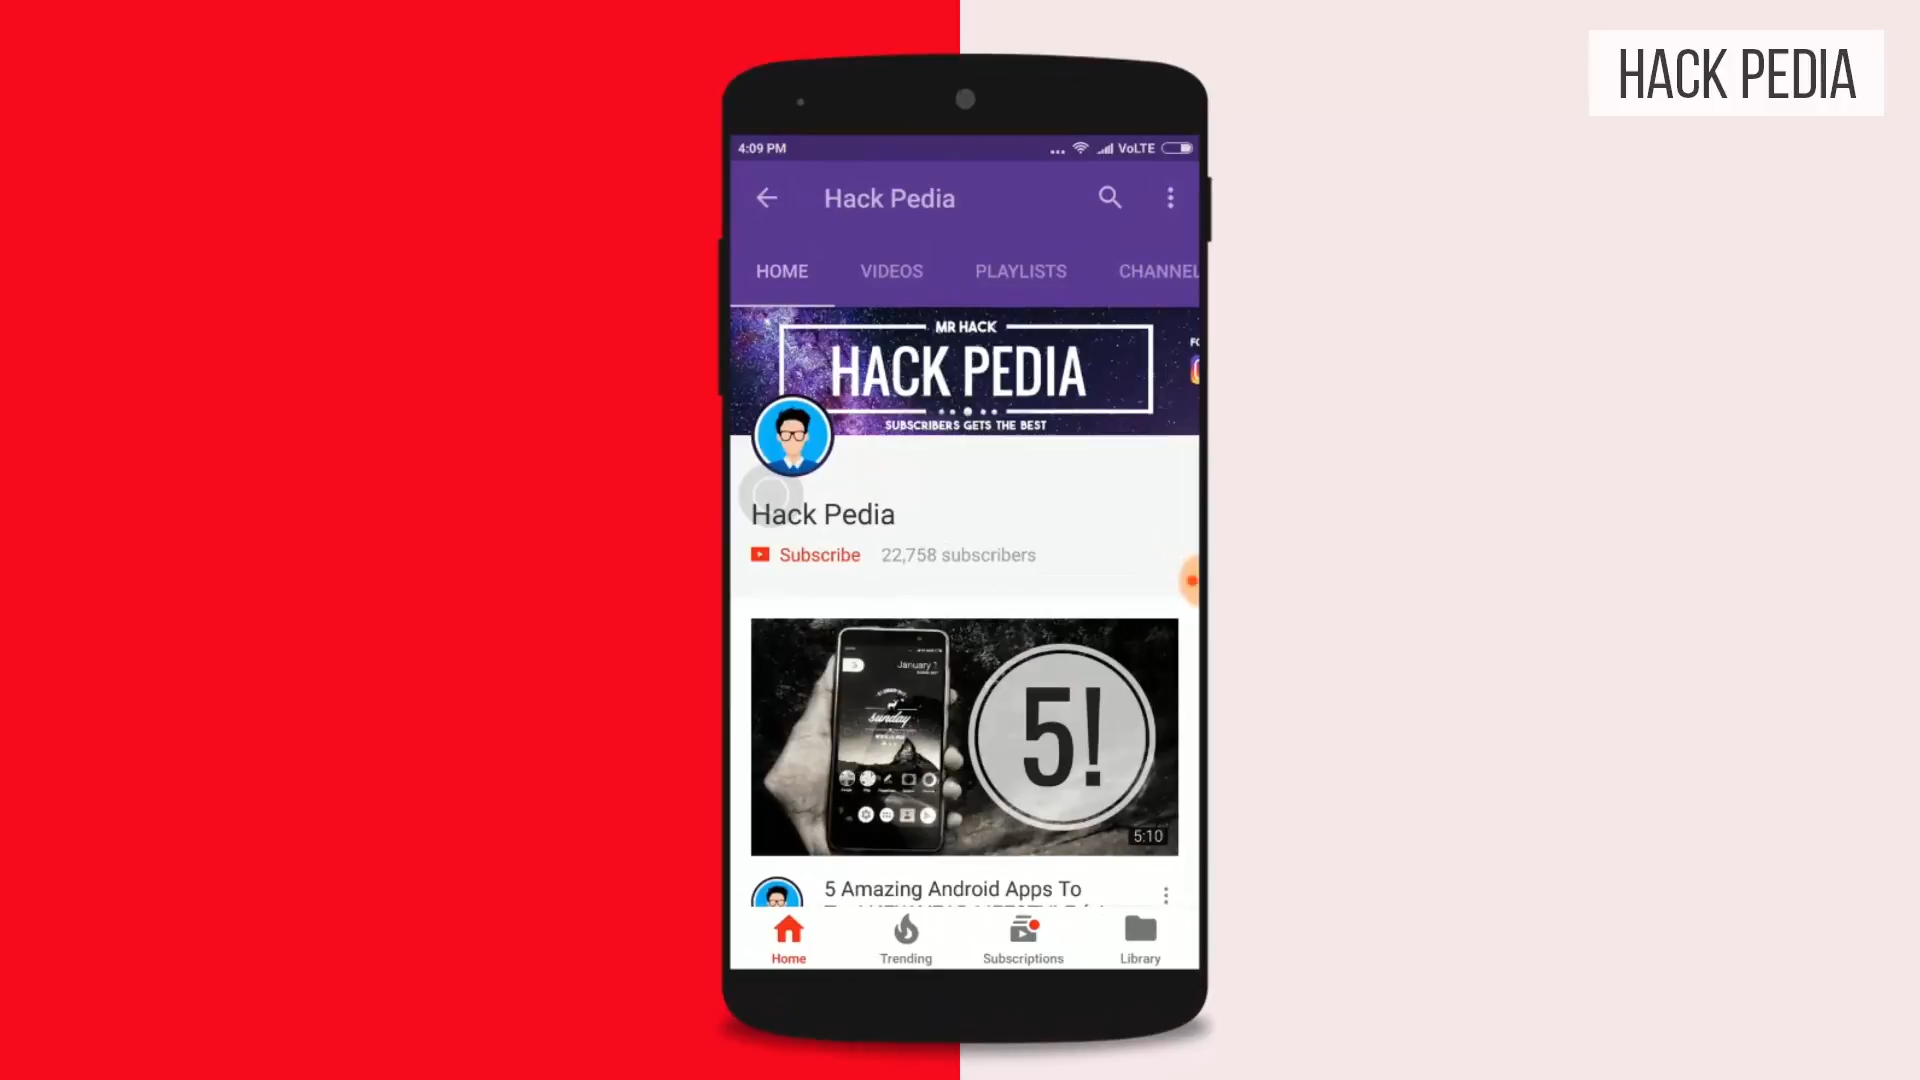 HACK PEDIA
4:09 PM
VoLTE
Hack Pedia
HOME VIDEOS PLAYLISTS CHANNEL
MR HACK
HACK PEDIA
SUBSCRIBERS GETS THE BEST
Hack Pedia
Subscribe 22,758 subscribers
January 1
sunday
5!
5:10
5 Amazing Android Apps To
Home Trending Subscriptions Library